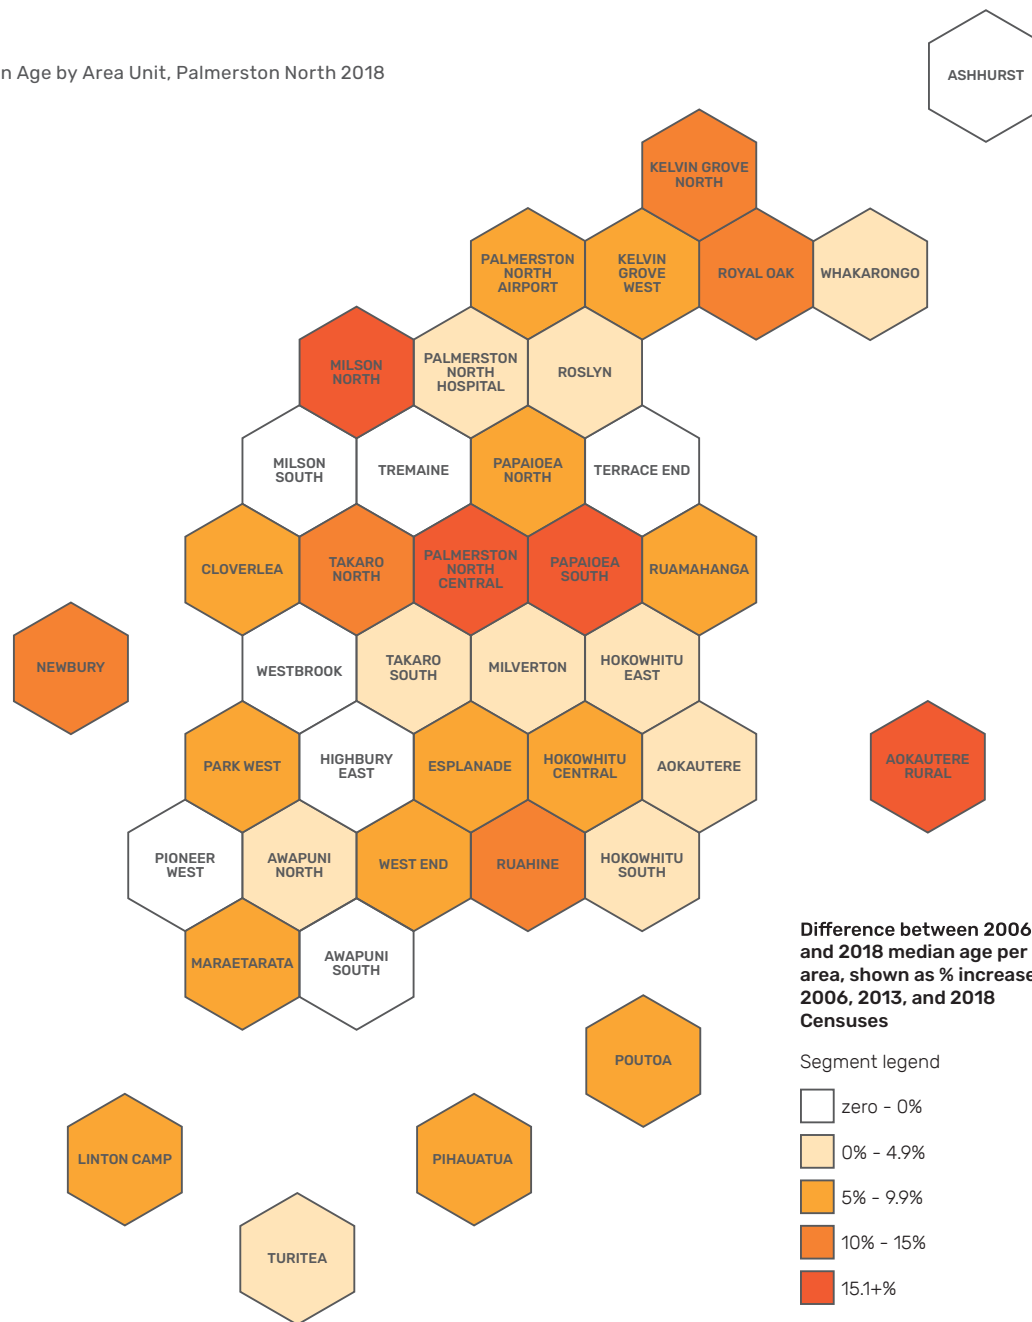 n Age by Area Unit, Palmerston North 2018
ASHHURST
KELVIN GROVE
NORTH
PALMERSTON
NORTH
AIRPORT
KELVIN
GROVE
WEST
ROYAL OAK
WHAKARONGO
MILSON
NORTH
PALMERSTON
NORTH
HOSPITAL
ROSLYN
MILSON
SOUTH
TREMAINE
PAPAIOEA
NORTH
TERRACE END
CLOVERLEA
TAKARO
NORTH
PALMERSTON
NORTH
CENTRAL
PAPAIOEA
SOUTH
RUAMAHANGA
NEWBURY
WESTBROOK
TAKARO
SOUTH
MILVERTON
HOKOWHITU
EAST
PARK WEST
HIGHBURY
EAST
ESPLANADE
HOKOWHITU
CENTRAL
AOKAUTERE
AOKAUTERE
RURAL
PIONEER
WEST
AWAPUNI
NORTH
WEST END
RUAHINE
HOKOWHITU
SOUTH
MARAETARATA
AWAPUNI
SOUTH
POUTOA
LINTON CAMP
PIHAUATUA
TURITEA
Difference between 2006
and 2018 median age per
area, shown as % increase
2006, 2013, and 2018
Censuses
Segment legend
zero - 0%
0% - 4.9%
5% - 9.9%
10% - 15%
15.1+%